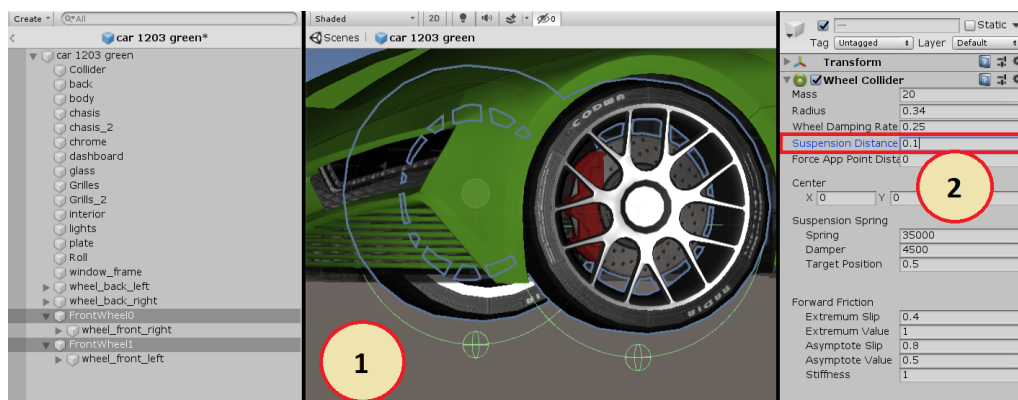 Create
All
Shaded
2D
0
Static
car 1203 green*
Scenes
car 1203 green
Tag Untagged Layer Default
car 1203 green
Collider
back
body
chasis
chasis_2
chrome
dashboard
glass
Grilles
Grills_2
interior
lights
plate
Roll
window_frame
wheel_back_left
wheel_back_right
FrontWheel0
wheel_front_right
FrontWheel1
wheel_front_left
CODWA
RADIA
1
Transform
Wheel Collider
Mass 20
Radius 0.34
Wheel Damping Rate 0.25
Suspension Distance 0.1
Force App Point Dista 0
2
Center
X 0 Y 0
Suspension Spring
Spring 35000
Damper 4500
Target Position 0.5
Forward Friction
Extremum Slip 0.4
Extremum Value 1
Asymptote Slip 0.8
Asymptote Value 0.5
Stiffness 1